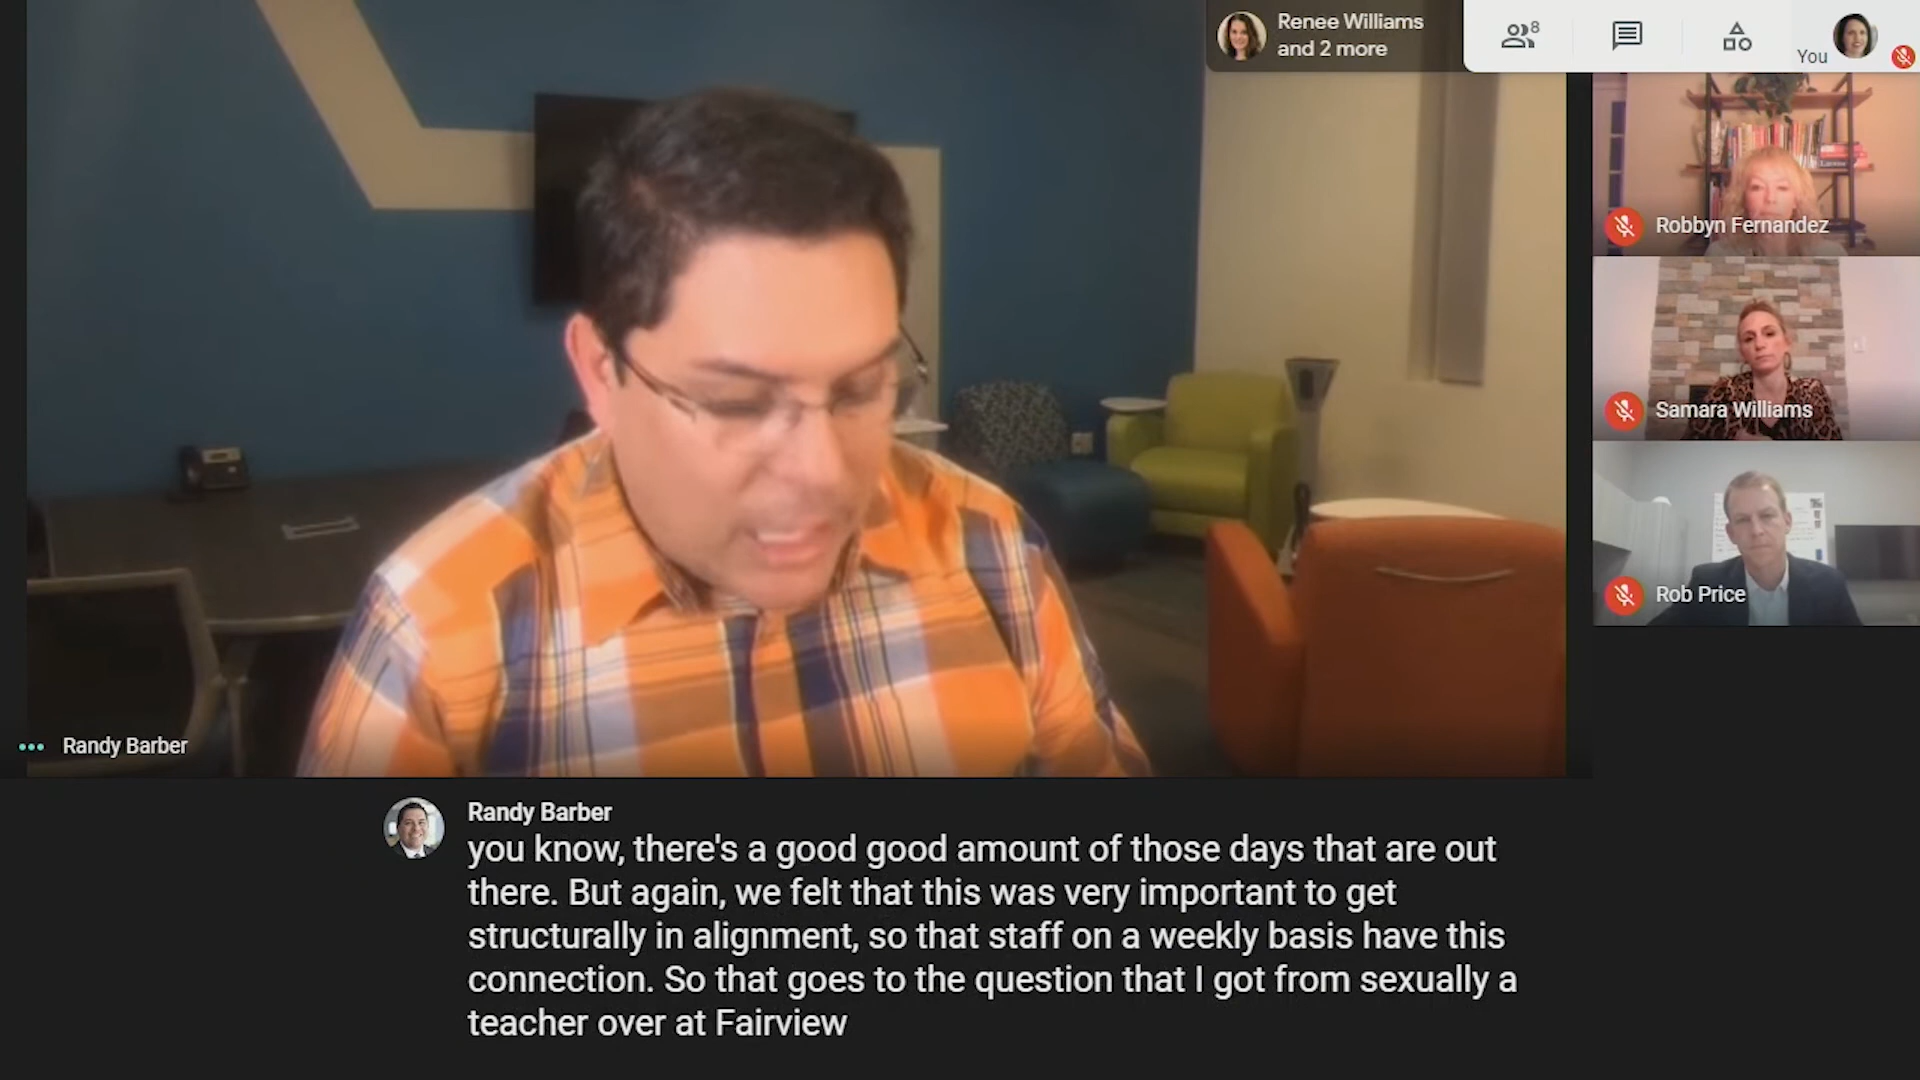 Renee Williams
and 2 more
8
You
Robbyn Fernandez
Samara Williams
Rob Price
Randy Barber
Randy Barber
you know, there's a good good amount of those days that are out
there. But again, we felt that this was very important to get
structurally in alignment, so that staff on a weekly basis have this
connection. So that goes to the question that I got from sexually a
teacher over at Fairview